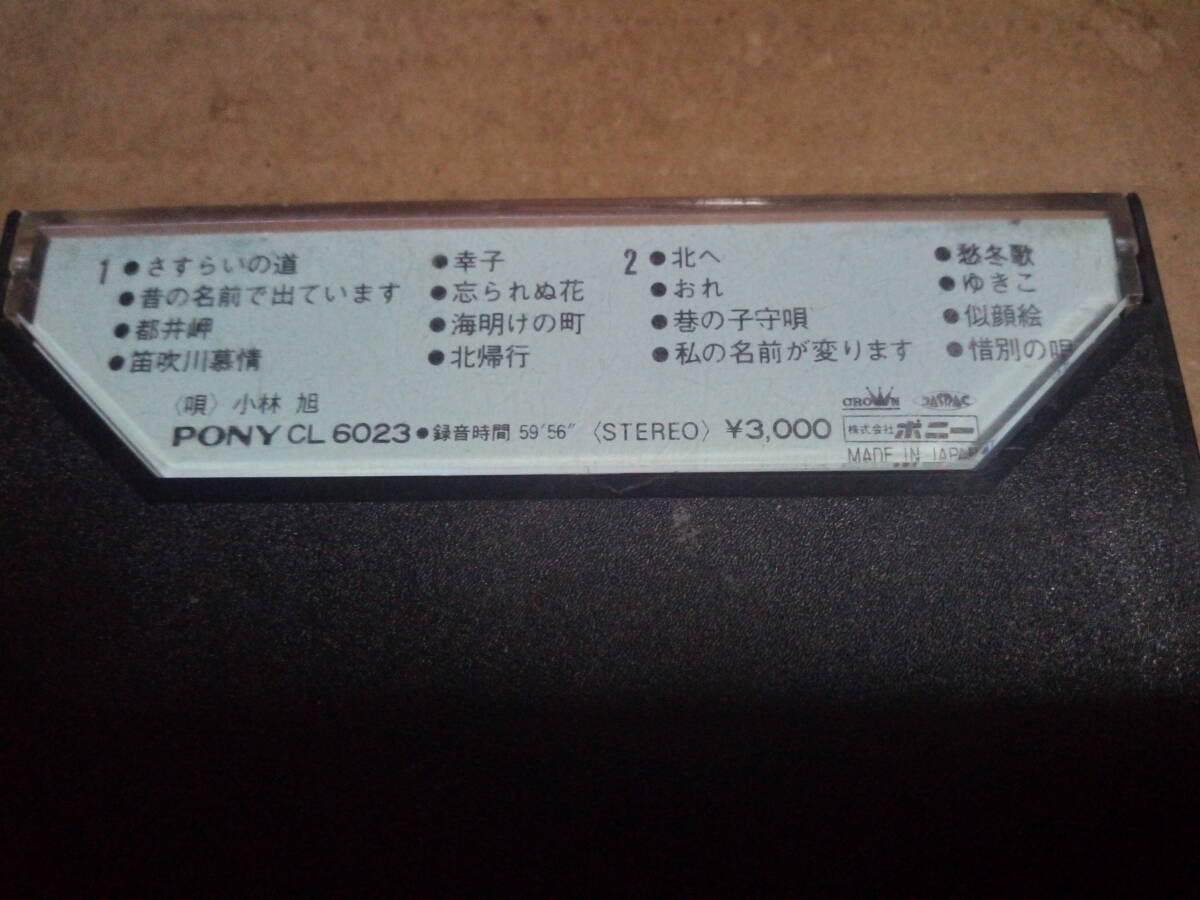 1 ●さすらいの道
●昔の名前で出ています
●都井岬
●笛吹川慕情
●幸子
●忘られぬ花
●海明けの町
●北帰行
2 ●北へ
●おれ
●巷の子守唄
●私の名前が変ります
●愁冬歌
●ゆきこ
●似顔絵
●惜別の唄
〈唄〉小林 旭
PONY CL 6023 ●録音時間 59′56″ 〈STEREO〉 ¥3,000
CROWN JASRAC
株式会社 ポニー
MADE IN JAPAN